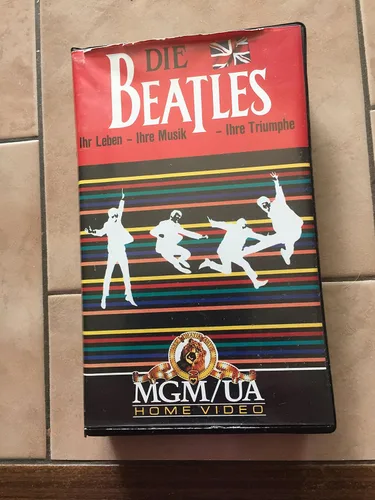 DIE
BEATLES
Ihr Leben - Ihre Musik - Ihre Triumphe
MGM/UA
HOME VIDEO